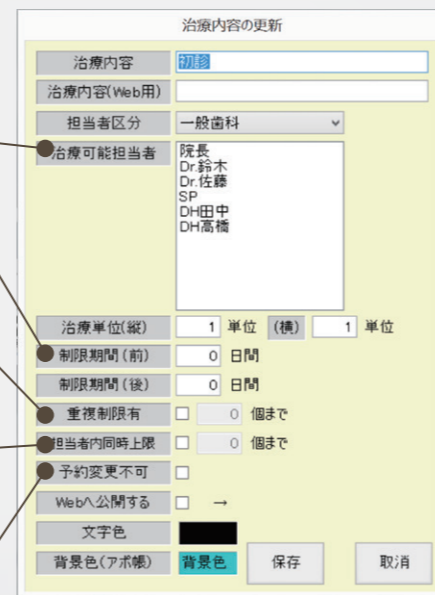 治療内容の更新
治療内容 初診
治療内容(Web用)
担当者区分 一般歯科
治療可能担当者 院長
Dr.鈴木
Dr.佐藤
SP
DH田中
DH高橋
治療単位(縦) 1 単位 (横) 1 単位
制限期間(前) 0 日間
制限期間(後) 0 日間
重複制限有 0 個まで
担当者内同時上限 0 個まで
予約変更不可
Webへ公開する →
文字色
背景色(アポ帳) 背景色 保存 取消